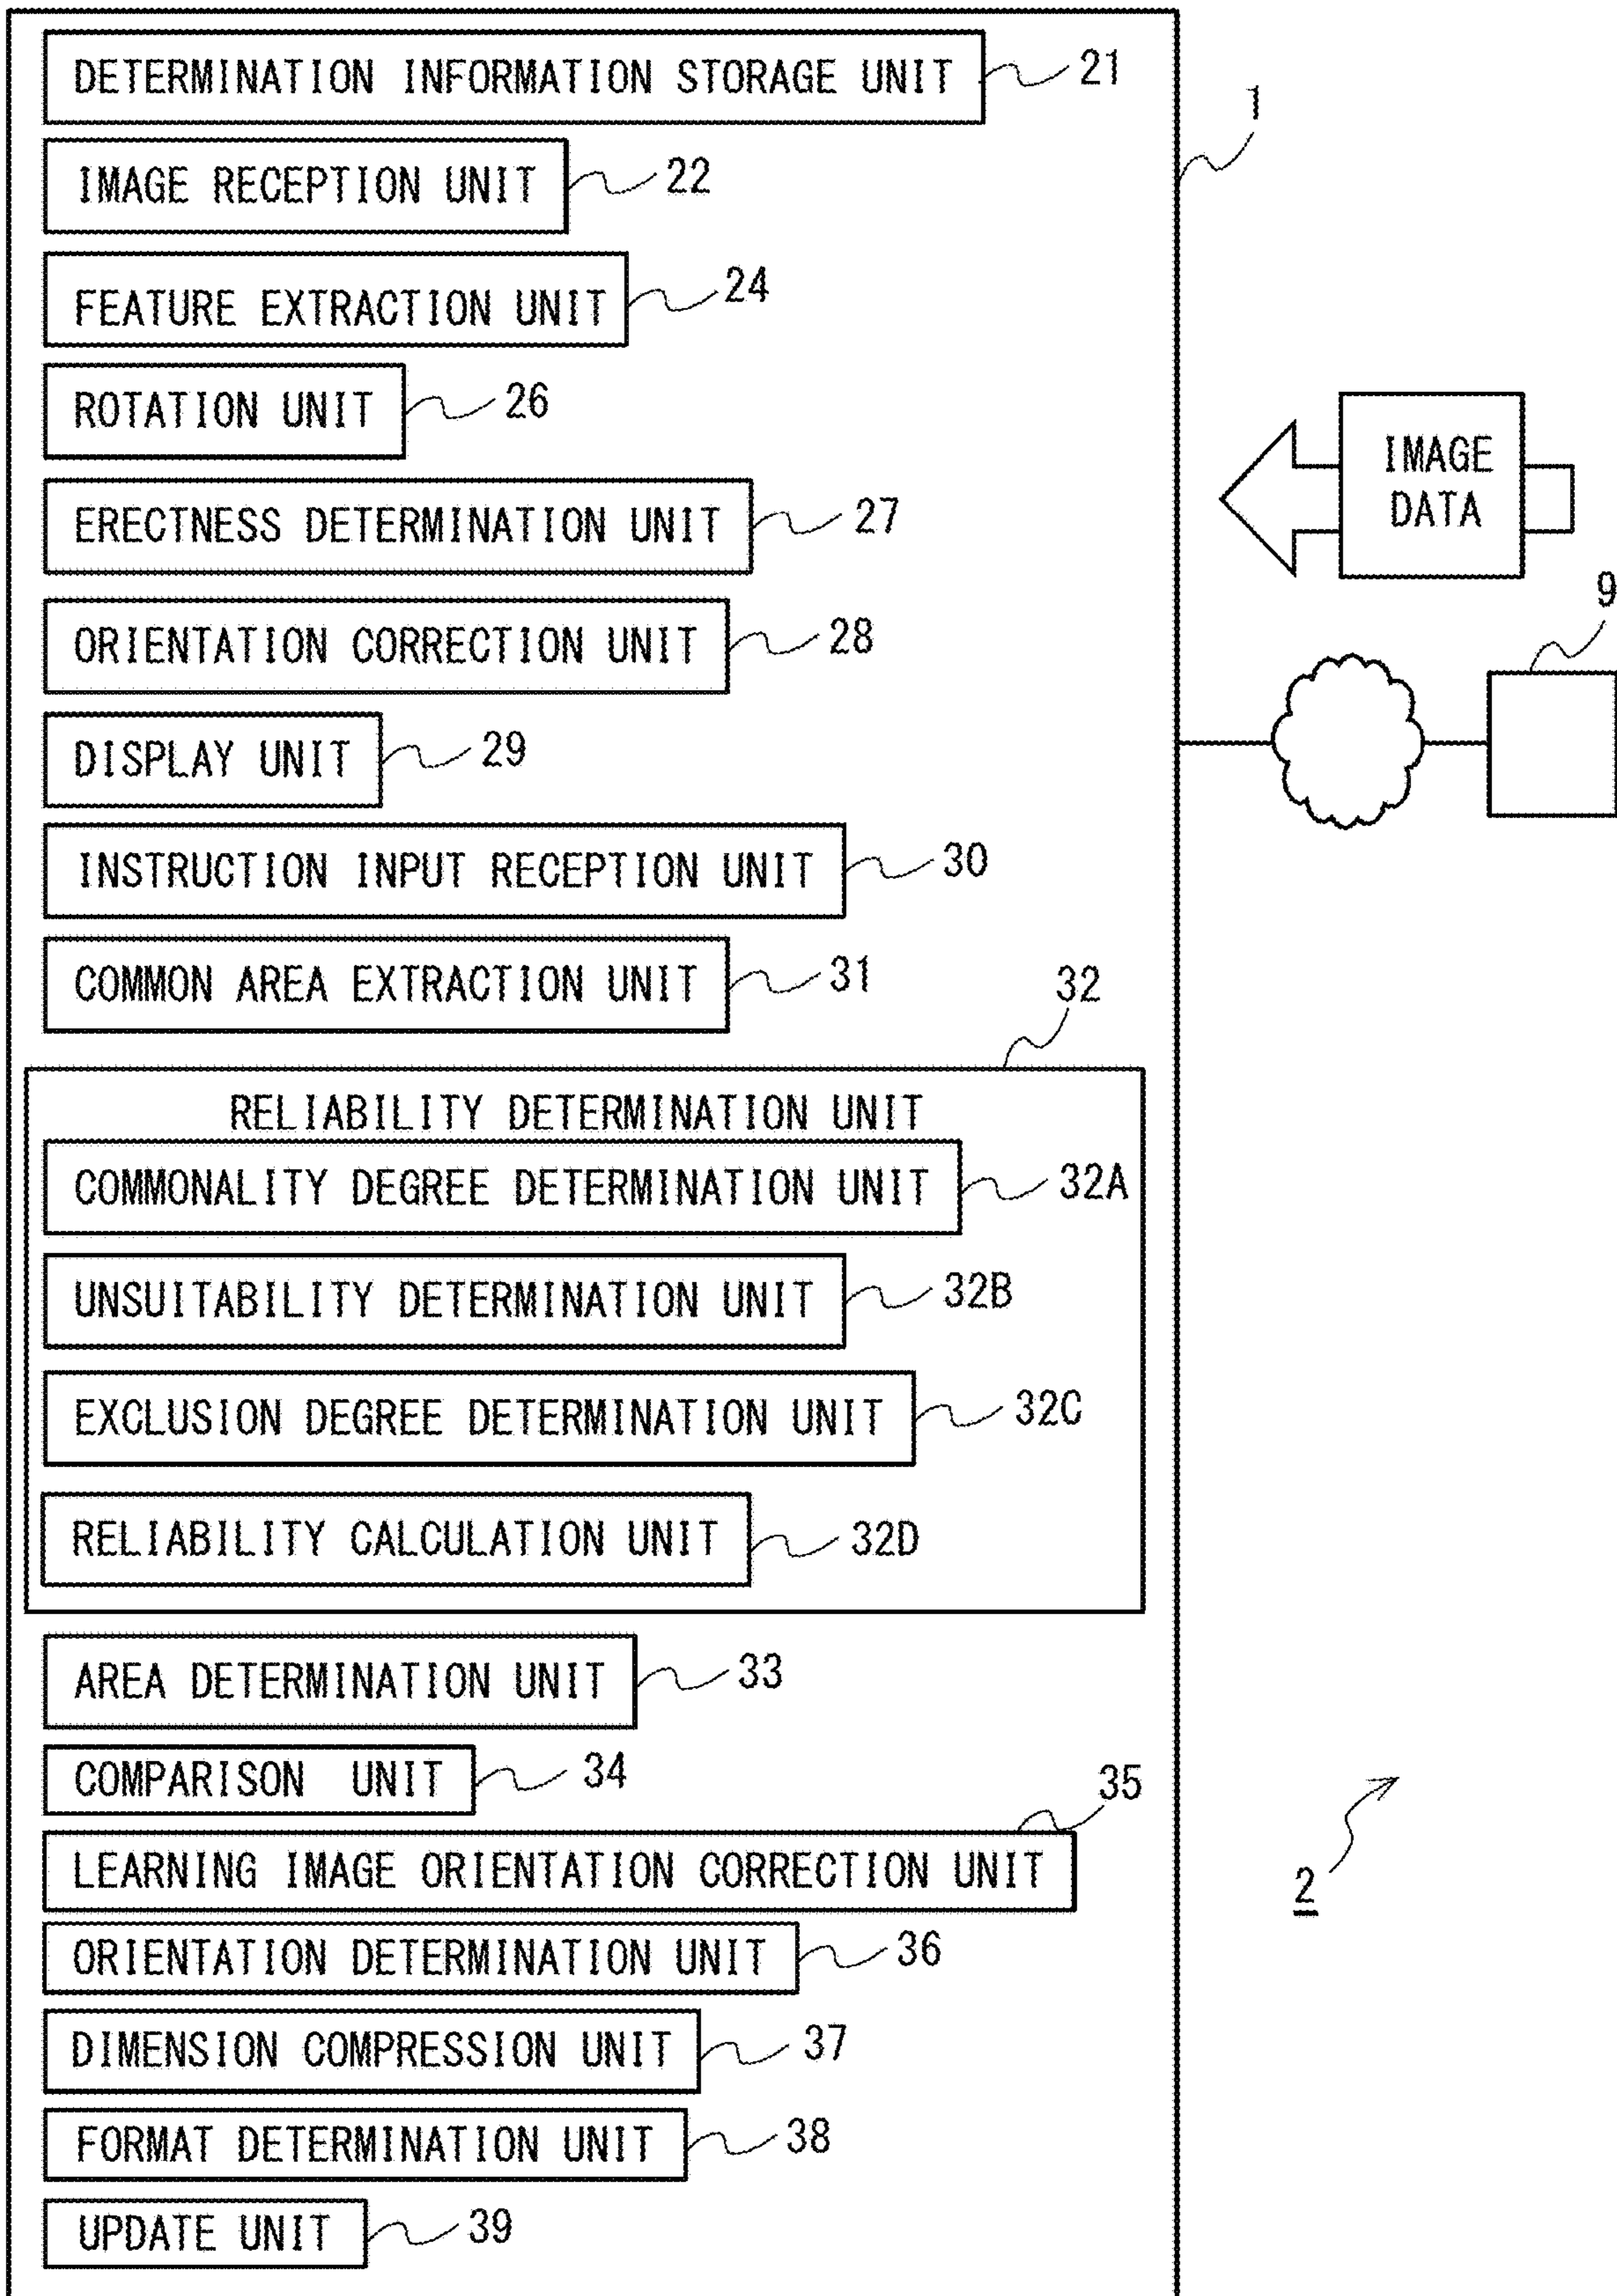 DETERMINATION INFORMATION STORAGE UNIT 21
1
IMAGE RECEPTION UNIT 22
FEATURE EXTRACTION UNIT 24
ROTATION UNIT 26
IMAGE
DATA
ERECTNESS DETERMINATION UNIT 27
9
ORIENTATION CORRECTION UNIT 28
DISPLAY UNIT 29
INSTRUCTION INPUT RECEPTION UNIT 30
COMMON AREA EXTRACTION UNIT 31
32
RELIABILITY DETERMINATION UNIT
COMMONALITY DEGREE DETERMINATION UNIT 32A
UNSUITABILITY DETERMINATION UNIT 32B
EXCLUSION DEGREE DETERMINATION UNIT 32C
RELIABILITY CALCULATION UNIT 32D
AREA DETERMINATION UNIT 33
COMPARISON UNIT 34
35
LEARNING IMAGE ORIENTATION CORRECTION UNIT
2
ORIENTATION DETERMINATION UNIT 36
DIMENSION COMPRESSION UNIT 37
FORMAT DETERMINATION UNIT 38
UPDATE UNIT 39